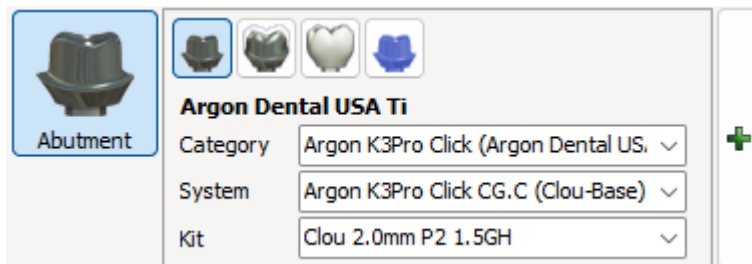 Argon Dental USA Ti
Abutment
Category Argon K3Pro Click (Argon Dental US.
System Argon K3Pro Click CG.C (Clou-Base)
Kit Clou 2.0mm P2 1.5GH